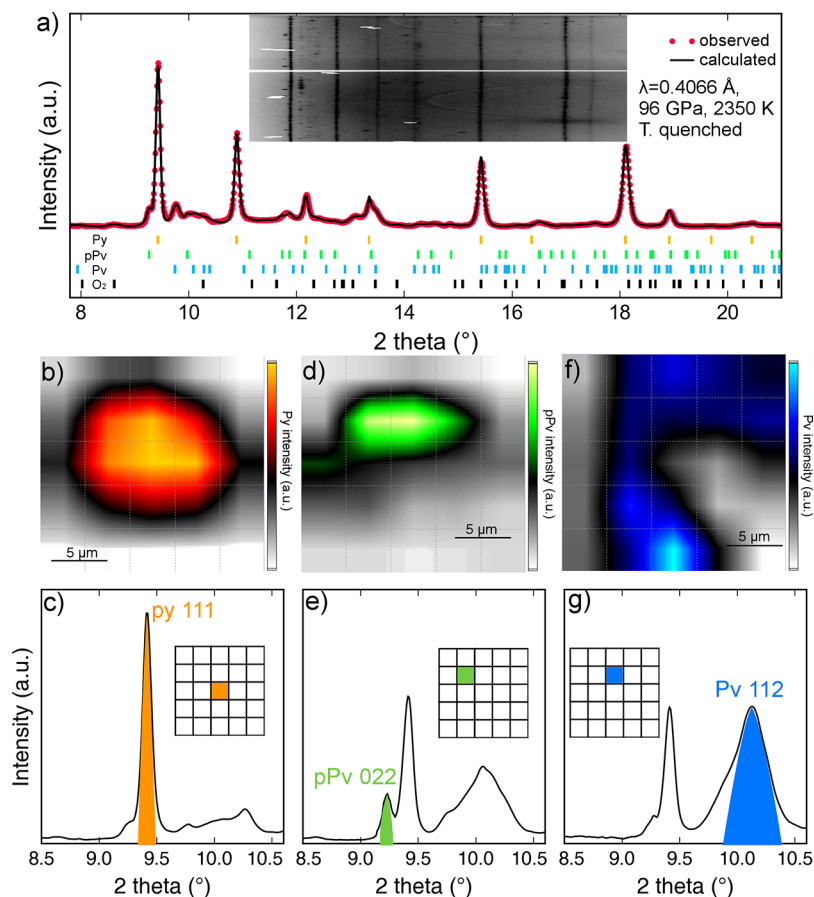 a)
observed
calculated
λ=0.4066 Å,
96 GPa, 2350 K
T. quenched
Intensity (a.u.)
Py
pPv
Pv
O₂
8 10 12 14 16 18 20
2 theta (°)
b)
Py intensity (a.u.)
5 μm
d)
pPv intensity (a.u.)
5 μm
f)
Pv intensity (a.u.)
5 μm
c)
py 111
Intensity (a.u.)
8.5 9.0 9.5 10.0 10.5
2 theta (°)
e)
pPv 022
8.5 9.0 9.5 10.0 10.5
2 theta (°)
g)
Pv 112
8.5 9.0 9.5 10.0 10.5
2 theta (°)